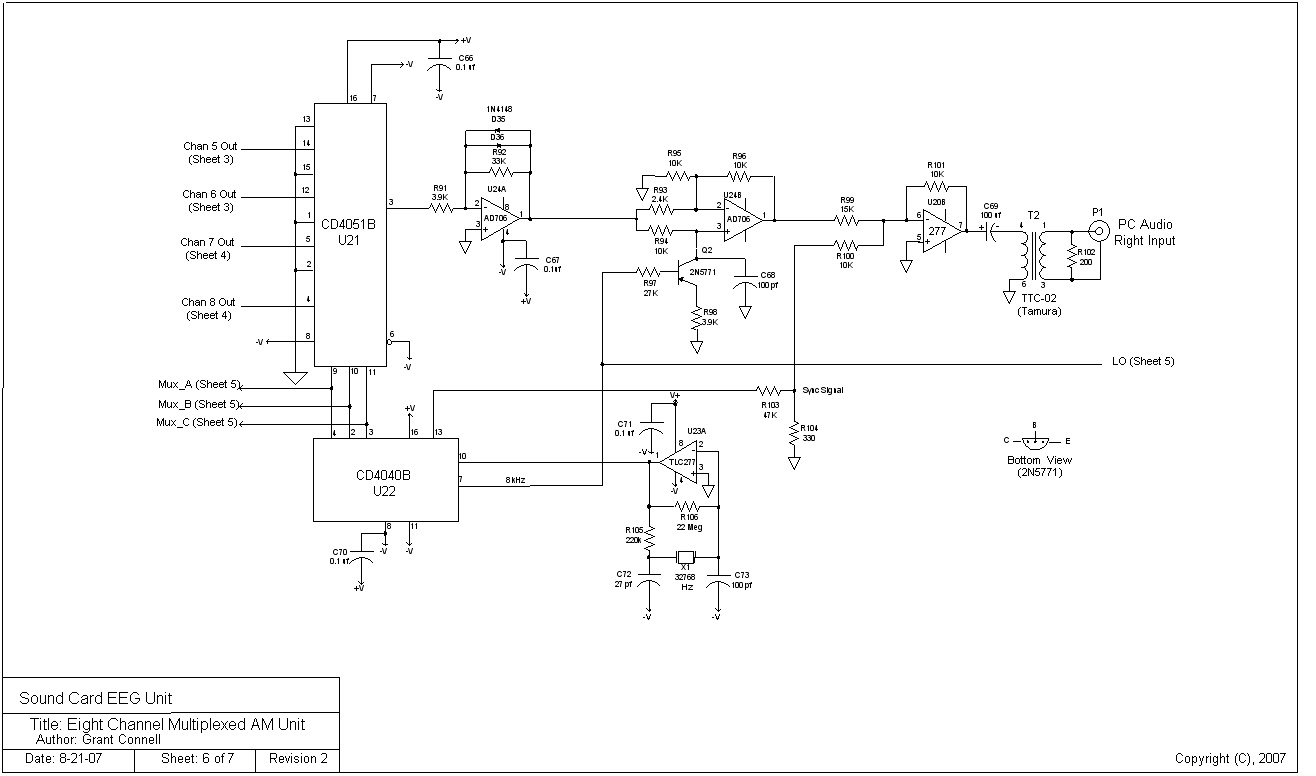 +V
-V
C66
0.1 uf
-V
16
7
13
14
15
12
1
5
2
4
8
3
6
9
10
11
Chan 5 Out
(Sheet 3)
Chan 6 Out
(Sheet 3)
Chan 7 Out
(Sheet 4)
Chan 8 Out
(Sheet 4)
-V
-V
CD4051B
U21
1N4148
D35
D36
R92
33K
R91
3.9K
U24A
AD706
2
3
8
4
1
-V
C67
0.1uf
+V
R95
10K
R96
10K
R93
2.4K
R94
10K
U24B
AD706
2
3
1
Q2
2N5771
R97
27K
C68
100pf
R98
3.9K
R99
15K
R100
10K
R101
10K
U20B
277
6
5
7
C69
100 uf
+
-
T2
4
6
1
3
TTC-02
(Tamura)
P1
R102
200
PC Audio
Right Input
LO (Sheet 5)
Mux_A (Sheet 5)
Mux_B (Sheet 5)
Mux_C (Sheet 5)
4
2
3
+V
16
13
10
7
8
11
CD4040B
U22
8kHz
C70
0.1 uf
-V
-V
+V
R103
47K
Sync Signal
R104
330
V+
C71
0.1 uf
-V
U23A
TLC277
8
2
3
4
1
-V
R106
22 Meg
R105
220k
X1
32768
Hz
C72
27pf
C73
100pf
-V
-V
B
C
E
Bottom View
(2N5771)
Sound Card EEG Unit
Title: Eight Channel Multiplexed AM Unit
Author: Grant Connell
Date: 8-21-07
Sheet: 6 of 7
Revision 2
Copyright (C), 2007